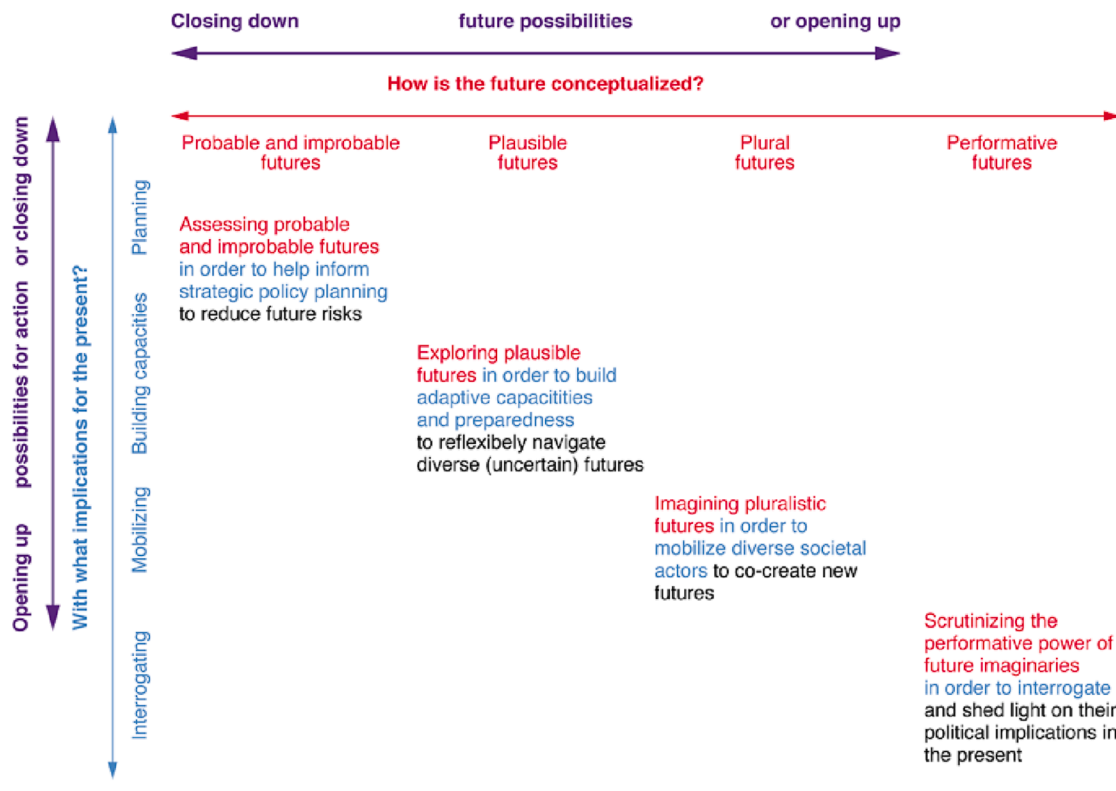 Closing down future possibilities or opening up
How is the future conceptualized?
Probable and improbable
futures
Plausible
futures
Plural
futures
Performative
futures
Opening up possibilities for action or closing down
With what implications for the present?
Planning
Building capacities
Mobilizing
Interrogating
Assessing probable
and improbable futures
in order to help inform
strategic policy planning
to reduce future risks
Exploring plausible
futures in order to build
adaptive capacitities
and preparedness
to reflexibely navigate
diverse (uncertain) futures
Imagining pluralistic
futures in order to
mobilize diverse societal
actors to co-create new
futures
Scrutinizing the
performative power of
future imaginaries
in order to interrogate
and shed light on their
political implications in
the present